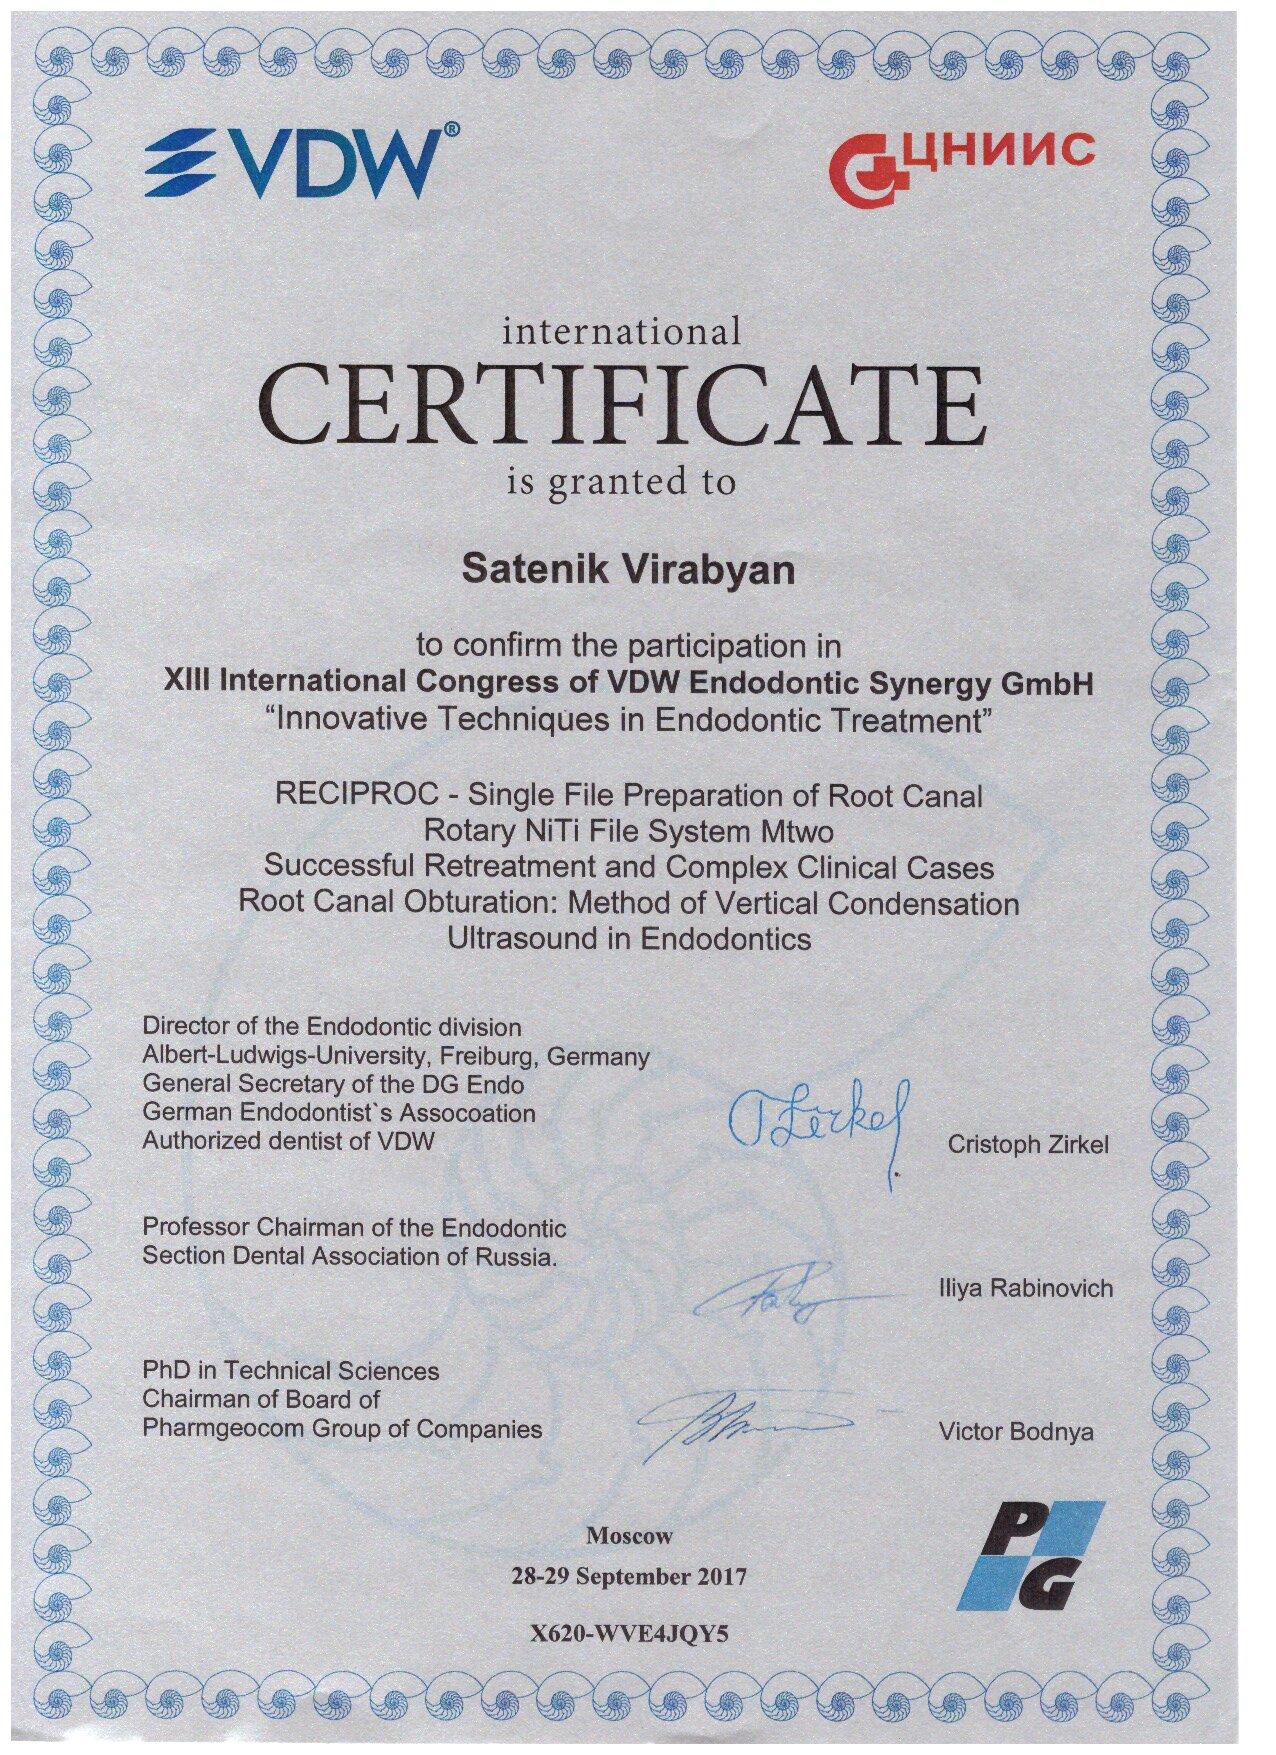 VDW®
ЦНИИС
international
CERTIFICATE
is granted to
Satenik Virabyan
to confirm the participation in
XIII International Congress of VDW Endodontic Synergy GmbH
“Innovative Techniques in Endodontic Treatment”
RECIPROC - Single File Preparation of Root Canal
Rotary NiTi File System Mtwo
Successful Retreatment and Complex Clinical Cases
Root Canal Obturation: Method of Vertical Condensation
Ultrasound in Endodontics
Director of the Endodontic division
Albert-Ludwigs-University, Freiburg, Germany
General Secretary of the DG Endo
German Endodontist`s Assocoation
Authorized dentist of VDW
Cristoph Zirkel
Professor Chairman of the Endodontic
Section Dental Association of Russia.
Iliya Rabinovich
PhD in Technical Sciences
Chairman of Board of
Pharmgeocom Group of Companies
Victor Bodnya
Moscow
28-29 September 2017
X620-WVE4JQY5
PG